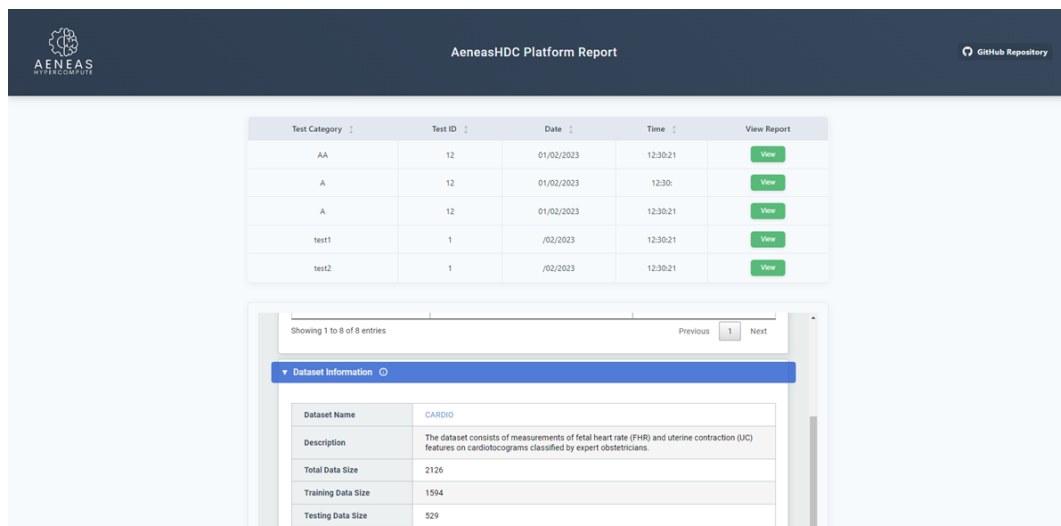 AENEAS
HYPERCOMPUTE
AeneasHDC Platform Report
GitHub Repository
Test Category Test ID Date Time View Report
AA 12 01/02/2023 12:30:21 View
A 12 01/02/2023 12:30: View
A 12 01/02/2023 12:30:21 View
test1 1 /02/2023 12:30:21 View
test2 1 /02/2023 12:30:21 View
Showing 1 to 8 of 8 entries Previous 1 Next
Dataset Information
Dataset Name CARDIO
Description The dataset consists of measurements of fetal heart rate (FHR) and uterine contraction (UC)
features on cardiotocograms classified by expert obstetricians.
Total Data Size 2126
Training Data Size 1594
Testing Data Size 529